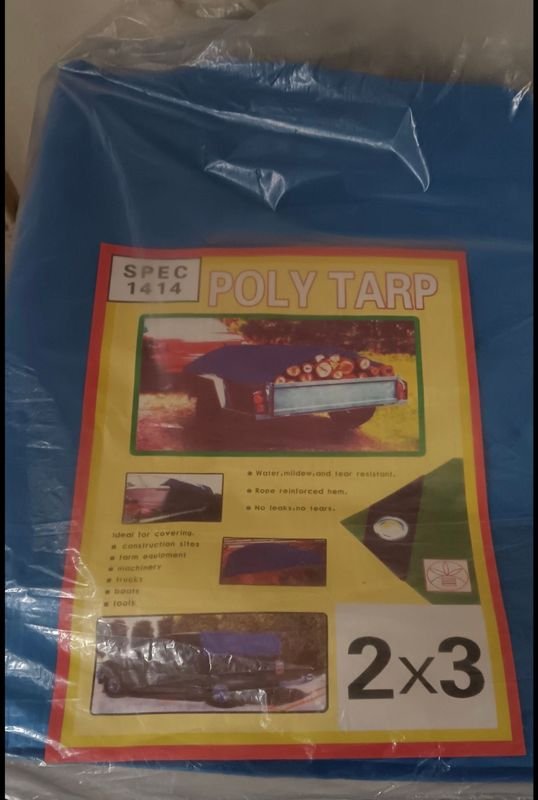 SPEC
1414
POLY TARP
Water,mildew,and tear resistant.
Rope reinforced hem.
No leaks,no tears.
Ideal for covering.
construction sites
farm equipment
machinery
trucks
boats
tools
2x3